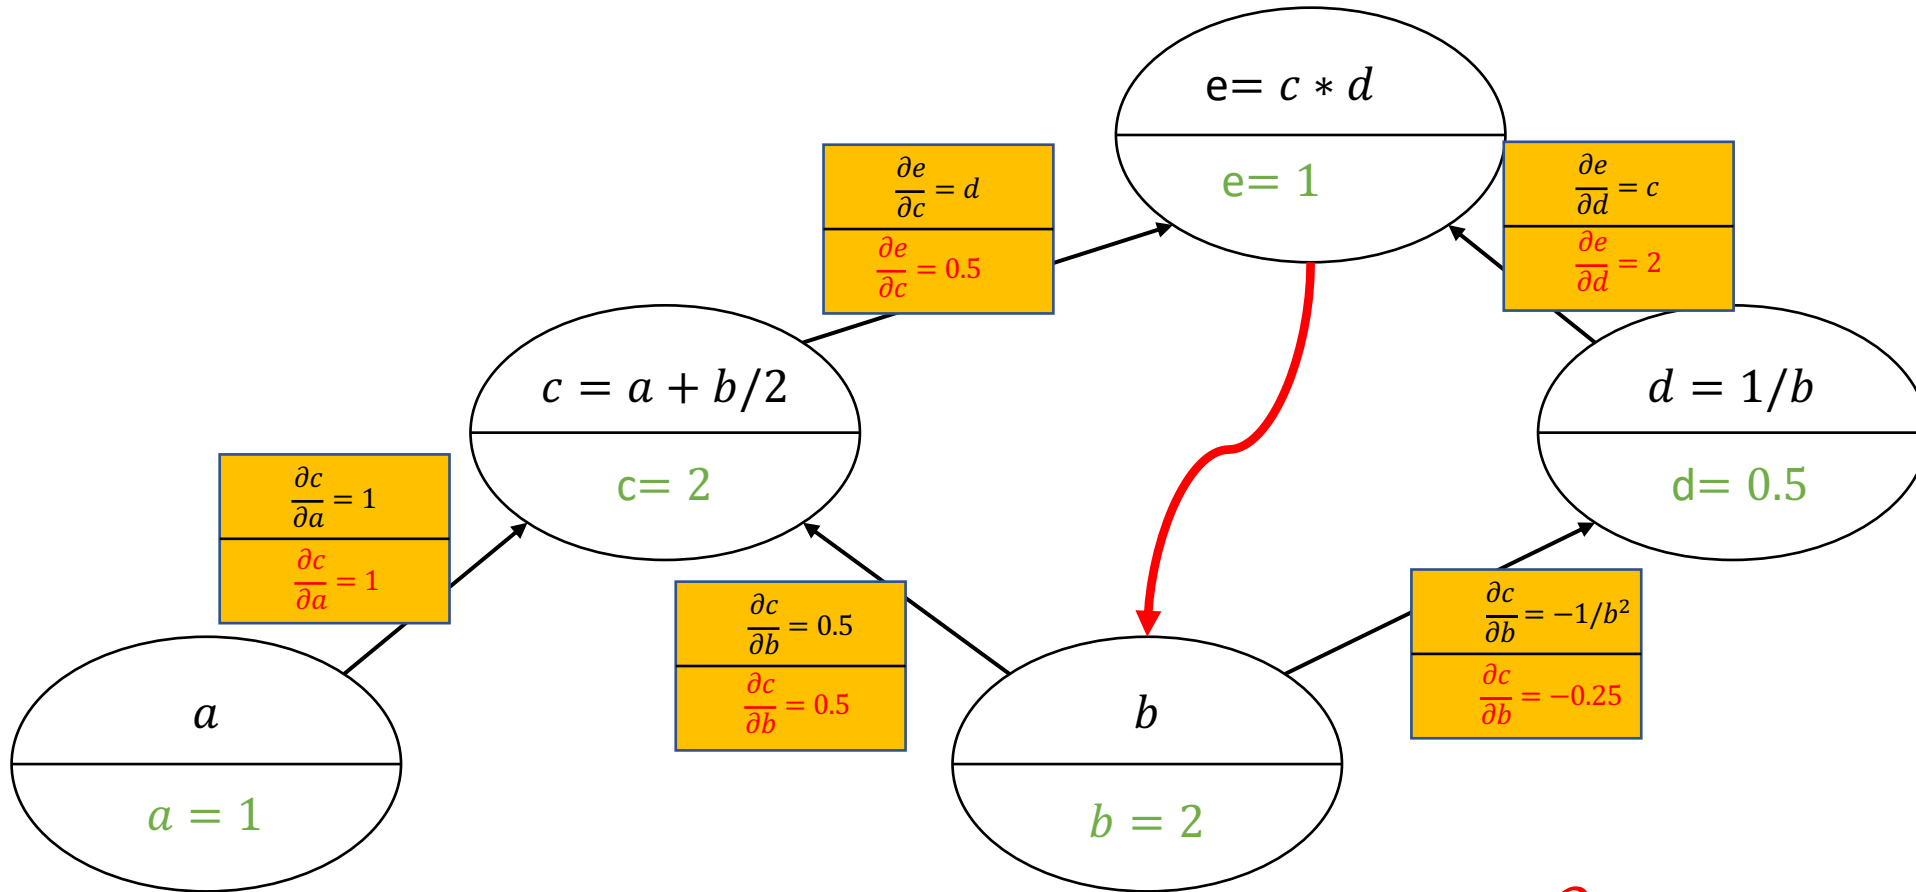 e= c ∗ d
e= 1
∂e/∂c = d
∂e/∂c = 0.5
∂e/∂d = c
∂e/∂d = 2
c = a + b/2
c= 2
d = 1/b
d= 0.5
∂c/∂a = 1
∂c/∂a = 1
∂c/∂b = 0.5
∂c/∂b = 0.5
∂c/∂b = −1/b²
∂c/∂b = −0.25
a
a = 1
b
b = 2